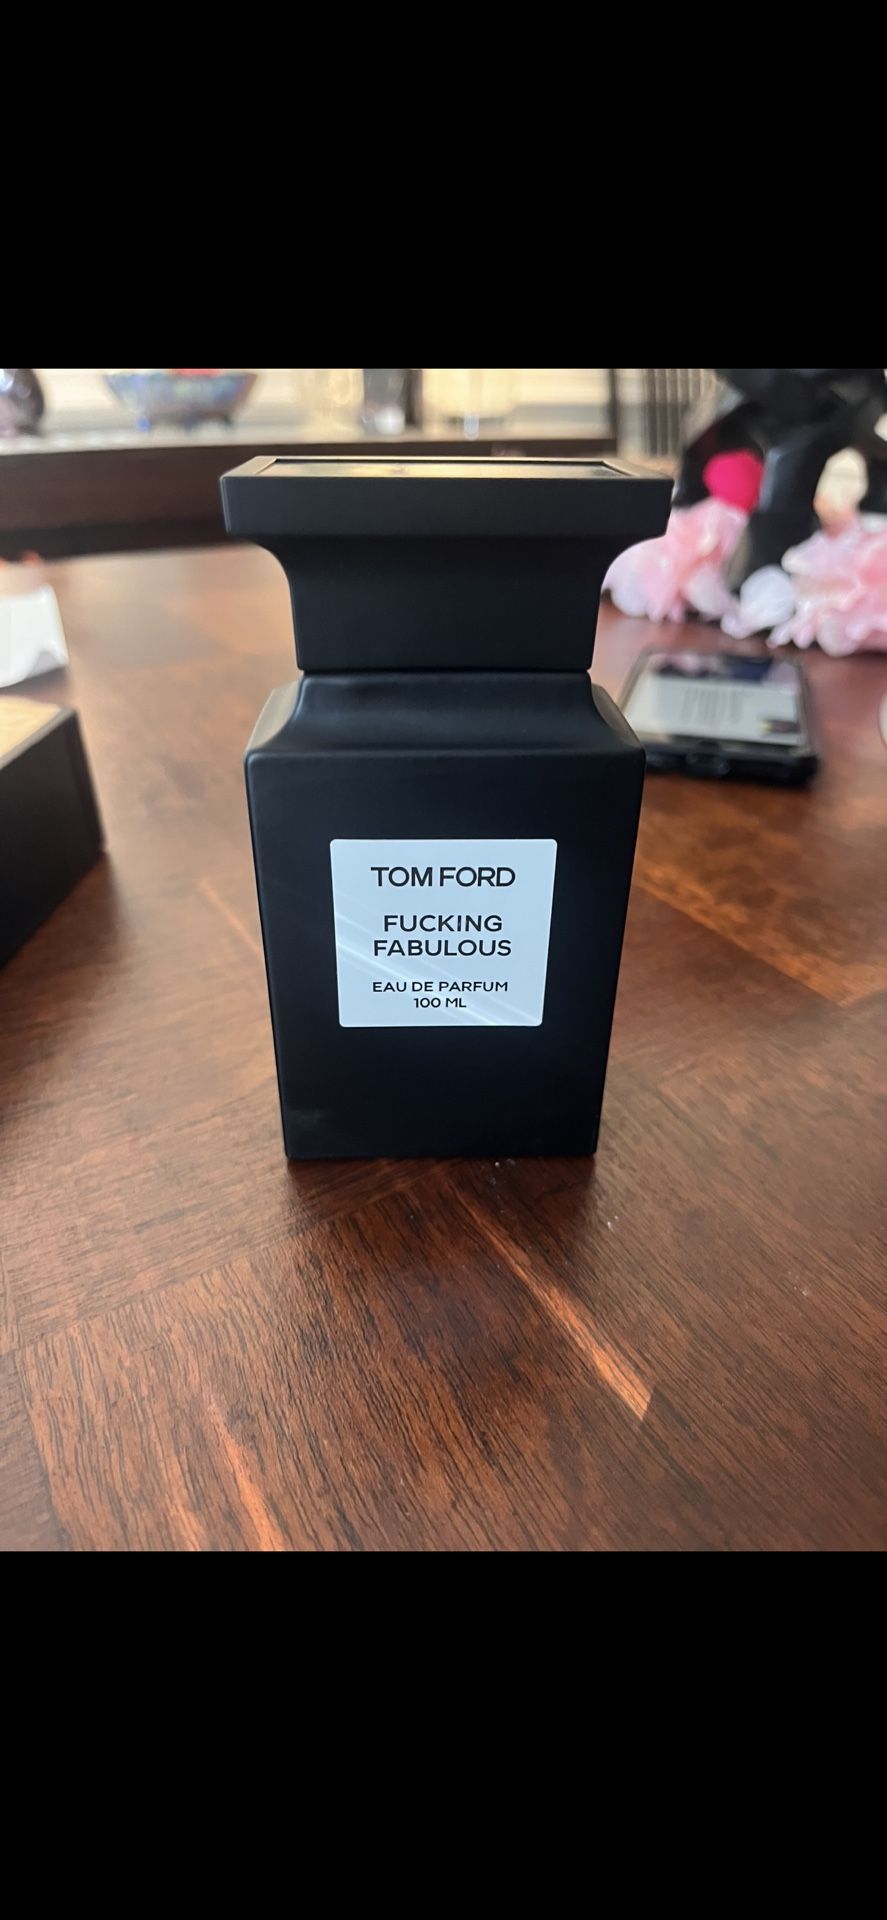 TOM FORD
FUCKING
FABULOUS
EAU DE PARFUM
100 ML